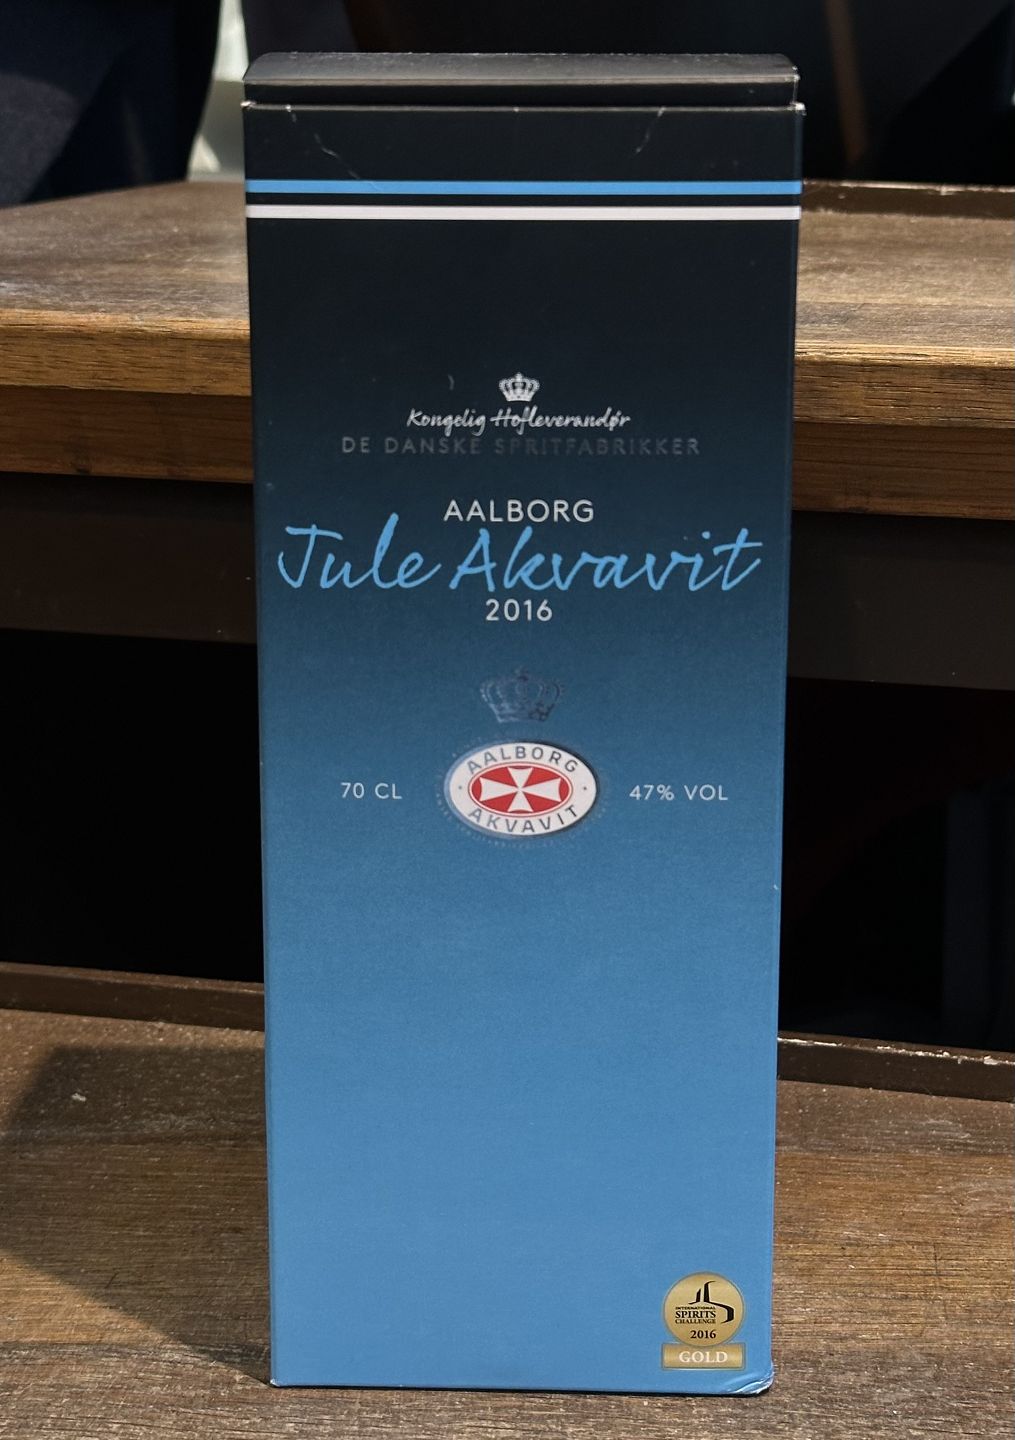 Kongelig Hofleverandør
DE DANSKE SPRITFABRIKKER
AALBORG
Jule Akvavit
2016
70 CL
AALBORG
AKVAVIT
47% VOL
INTERNATIONAL
SPIRITS
CHALLENGE
2016
GOLD